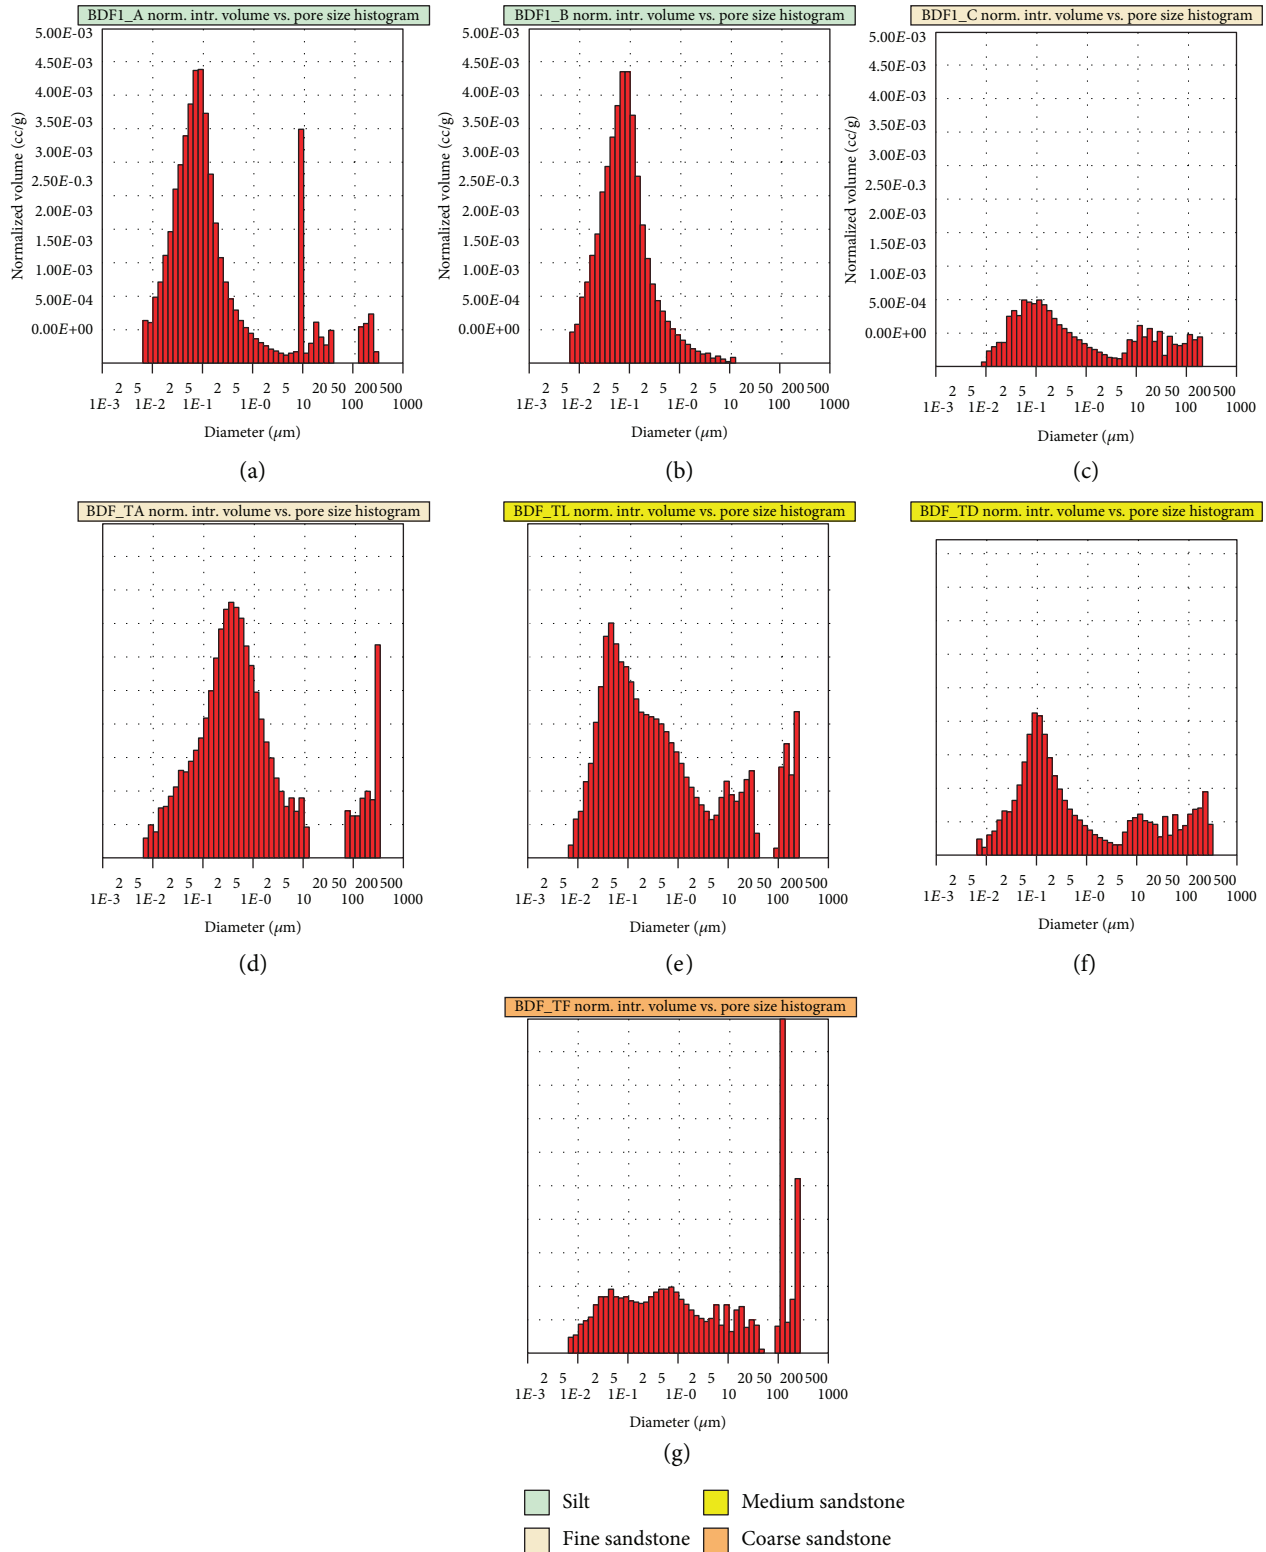 BDF1_A norm. intr. volume vs. pore size histogram
Normalized volume (cc/g)
5.00E-03
4.50E-03
4.00E-03
3.50E-03
3.00E-03
2.50E-03
2.00E-03
1.50E-03
1.00E-03
5.00E-04
0.00E+00
2 5 2 5 2 5 2 5 20 50 200 500
1E-3 1E-2 1E-1 1E-0 10 100 1000
Diameter (μm)
(a)
BDF1_B norm. intr. volume vs. pore size histogram
Normalized volume (cc/g)
5.00E-03
4.50E-03
4.00E-03
3.50E-03
3.00E-03
2.50E-0.3
2.00E-03
1.50E-03
1.00E-03
5.00E-04
0.00E+00
2 5 2 5 2 5 2 5 20 50 200 500
1E-3 1E-2 1E-1 1E-0 10 100 1000
Diameter (μm)
(b)
BDF1_C norm. intr. volume vs. pore size histogram
Normalized volume (cc/g)
5.00E-03
4.50E-03
4.00E-03
3.50E-03
3.00E-03
2.50E-0.3
2.00E-03
1.50E-03
1.00E-03
5.00E-04
0.00E+00
2 5 2 5 2 5 2 5 20 50 200 500
1E-3 1E-2 1E-1 1E-0 10 100 1000
Diameter (μm)
(c)
BDF_TA norm. intr. volume vs. pore size histogram
2 5 2 5 2 5 2 5 20 50 200 500
1E-3 1E-2 1E-1 1E-0 10 100 1000
Diameter (μm)
(d)
BDF_TL norm. intr. volume vs. pore size histogram
2 5 2 5 2 5 2 5 20 50 200 500
1E-3 1E-2 1E-1 1E-0 10 100 1000
Diameter (μm)
(e)
BDF_TD norm. intr. volume vs. pore size histogram
2 5 2 5 2 5 2 5 20 50 200 500
1E-3 1E-2 1E-1 1E-0 10 100 1000
Diameter (μm)
(f)
BDF_TF norm. intr. volume vs. pore size histogram
2 5 2 5 2 5 2 5 20 50 200 500
1E-3 1E-2 1E-1 1E-0 10 100 1000
Diameter (μm)
(g)
Silt
Fine sandstone
Medium sandstone
Coarse sandstone